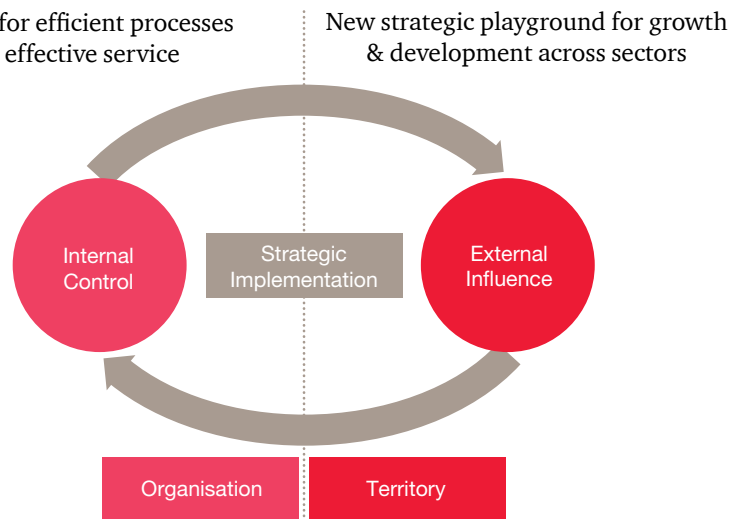 for efficient processes
effective service
New strategic playground for growth
& development across sectors
Internal
Control
Strategic
Implementation
External
Influence
Organisation
Territory